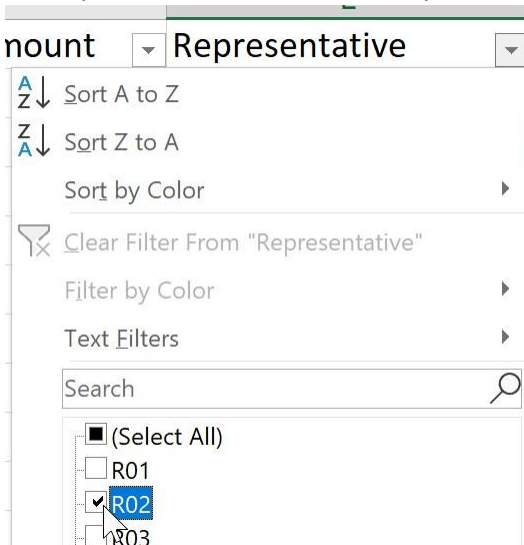 mount Representative
Sort A to Z
Sort Z to A
Sort by Color
Clear Filter From "Representative"
Filter by Color
Text Filters
Search
(Select All)
R01
R02
R03